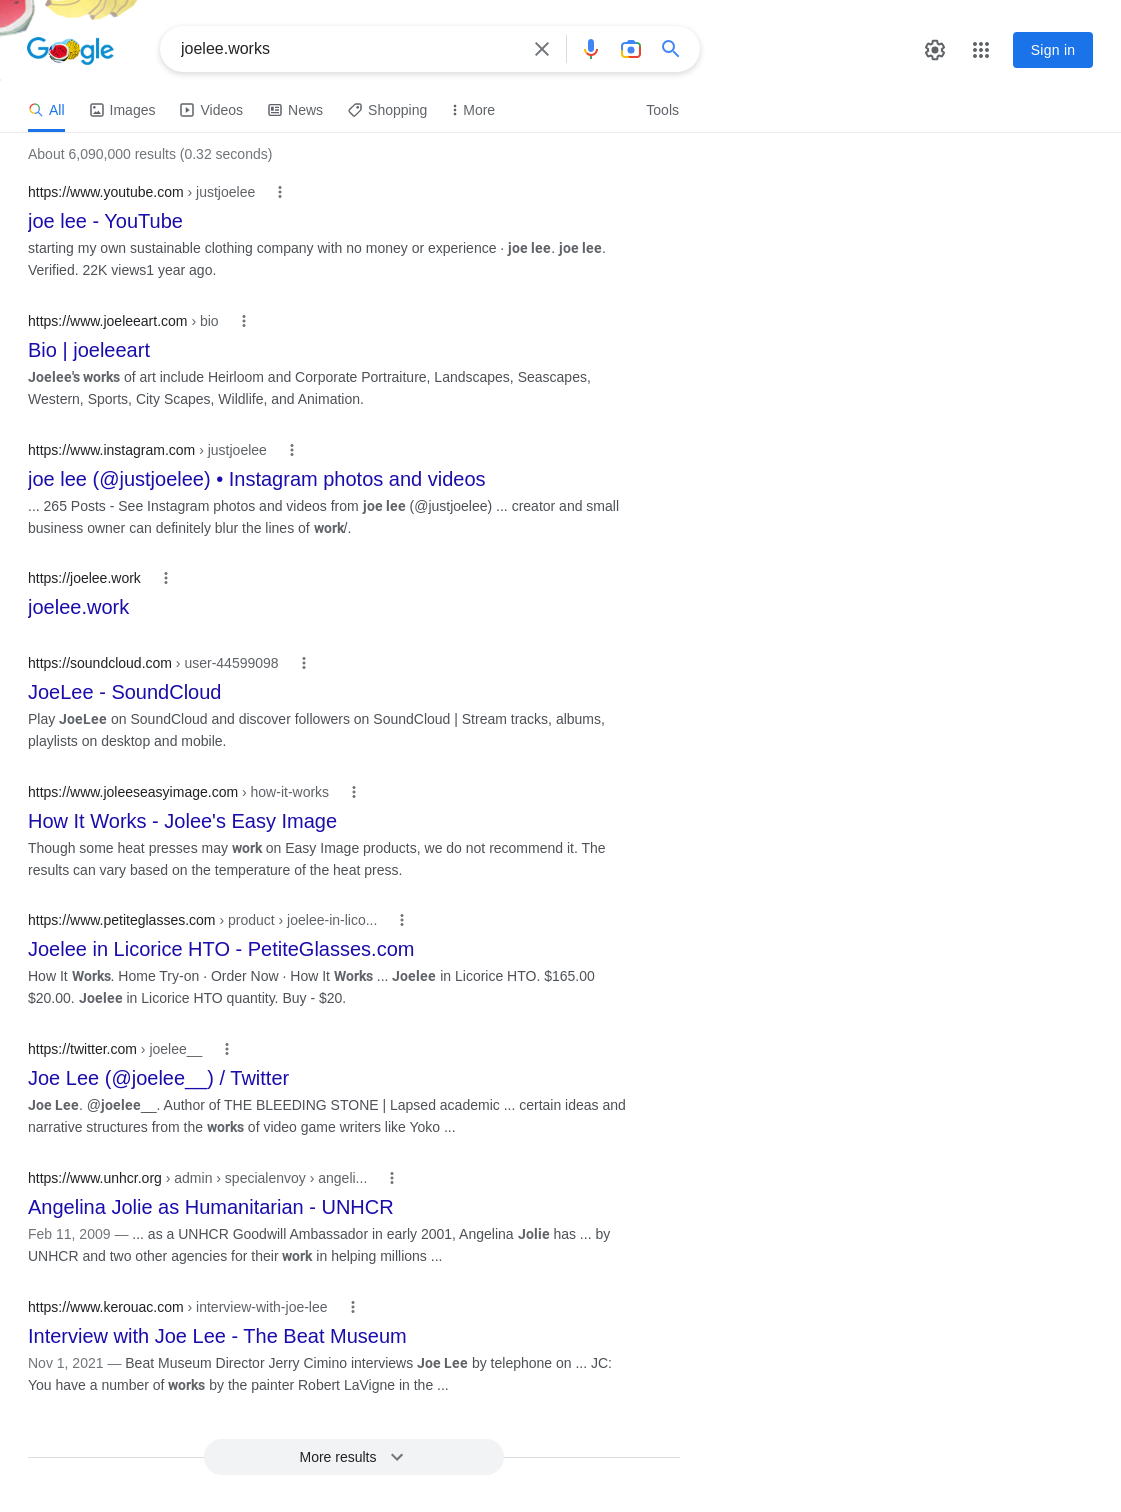 Google
joelee.works
Sign in
All Images Videos News Shopping More Tools
About 6,090,000 results (0.32 seconds)
https://www.youtube.com › justjoelee
joe lee - YouTube
starting my own sustainable clothing company with no money or experience · joe lee. joe lee.
Verified. 22K views1 year ago.
https://www.joeleeart.com › bio
Bio | joeleeart
Joelee's works of art include Heirloom and Corporate Portraiture, Landscapes, Seascapes,
Western, Sports, City Scapes, Wildlife, and Animation.
https://www.instagram.com › justjoelee
joe lee (@justjoelee) • Instagram photos and videos
... 265 Posts - See Instagram photos and videos from joe lee (@justjoelee) ... creator and small
business owner can definitely blur the lines of work/.
https://joelee.work
joelee.work
https://soundcloud.com › user-44599098
JoeLee - SoundCloud
Play JoeLee on SoundCloud and discover followers on SoundCloud | Stream tracks, albums,
playlists on desktop and mobile.
https://www.joleeseasyimage.com › how-it-works
How It Works - Jolee's Easy Image
Though some heat presses may work on Easy Image products, we do not recommend it. The
results can vary based on the temperature of the heat press.
https://www.petiteglasses.com › product › joelee-in-lico...
Joelee in Licorice HTO - PetiteGlasses.com
How It Works. Home Try-on · Order Now · How It Works ... Joelee in Licorice HTO. $165.00
$20.00. Joelee in Licorice HTO quantity. Buy - $20.
https://twitter.com › joelee__
Joe Lee (@joelee__) / Twitter
Joe Lee. @joelee__. Author of THE BLEEDING STONE | Lapsed academic ... certain ideas and
narrative structures from the works of video game writers like Yoko ...
https://www.unhcr.org › admin › specialenvoy › angeli...
Angelina Jolie as Humanitarian - UNHCR
Feb 11, 2009 — ... as a UNHCR Goodwill Ambassador in early 2001, Angelina Jolie has ... by
UNHCR and two other agencies for their work in helping millions ...
https://www.kerouac.com › interview-with-joe-lee
Interview with Joe Lee - The Beat Museum
Nov 1, 2021 — Beat Museum Director Jerry Cimino interviews Joe Lee by telephone on ... JC:
You have a number of works by the painter Robert LaVigne in the ...
More results